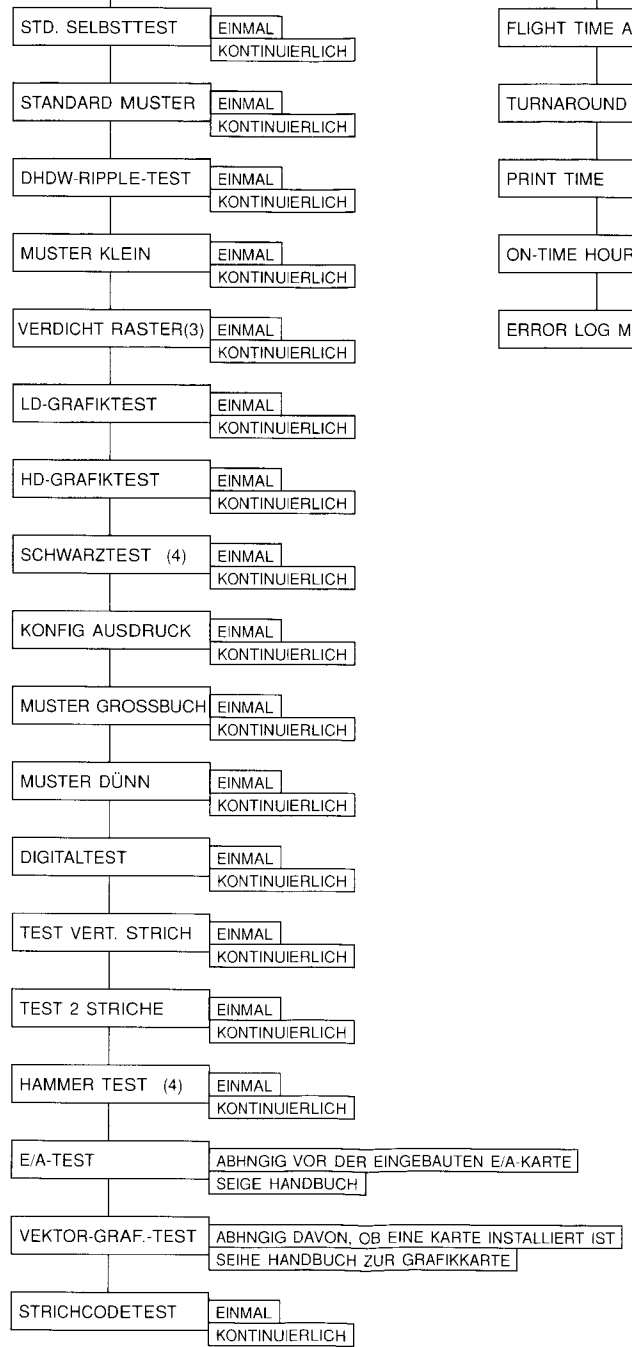 STD. SELBSTTEST
EINMAL
KONTINUIERLICH
STANDARD MUSTER
EINMAL
KONTINUIERLICH
DHDW-RIPPLE-TEST
EINMAL
KONTINUIERLICH
MUSTER KLEIN
EINMAL
KONTINUIERLICH
VERDICHT RASTER(3)
EINMAL
KONTINUIERLICH
LD-GRAFIKTEST
EINMAL
KONTINUIERLICH
HD-GRAFIKTEST
EINMAL
KONTINUIERLICH
SCHWARZTEST (4)
EINMAL
KONTINUIERLICH
KONFIG AUSDRUCK
EINMAL
KONTINUIERLICH
MUSTER GROSSBUCH
EINMAL
KONTINUIERLICH
MUSTER DÜNN
EINMAL
KONTINUIERLICH
DIGITALTEST
EINMAL
KONTINUIERLICH
TEST VERT. STRICH
EINMAL
KONTINUIERLICH
TEST 2 STRICHE
EINMAL
KONTINUIERLICH
HAMMER TEST (4)
EINMAL
KONTINUIERLICH
E/A-TEST
ABHNGIG VOR DER EINGEBAUTEN E/A-KARTE
SEIGE HANDBUCH
VEKTOR-GRAF.-TEST
ABHNGIG DAVON, OB EINE KARTE INSTALLIERT IST
SEIHE HANDBUCH ZUR GRAFIKKARTE
STRICHCODETEST
EINMAL
KONTINUIERLICH
FLIGHT TIME A
TURNAROUND
PRINT TIME
ON-TIME HOUR
ERROR LOG M